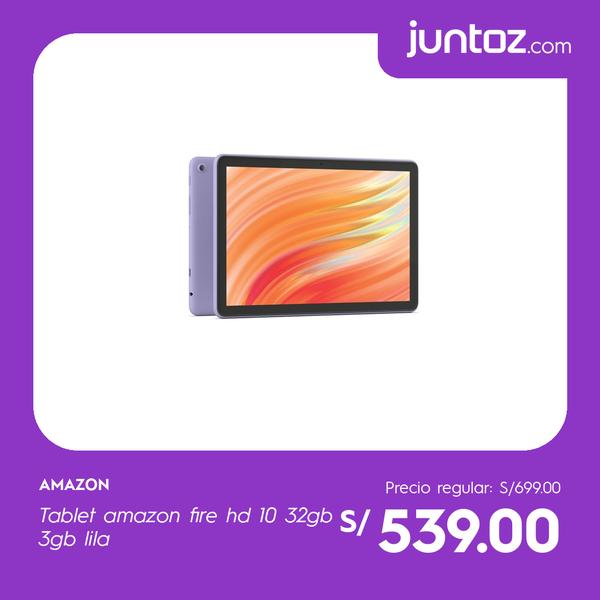 juntoz.com
AMAZON
Tablet amazon fire hd 10 32gb
3gb lila
Precio regular: S/699.00
S/ 539.00